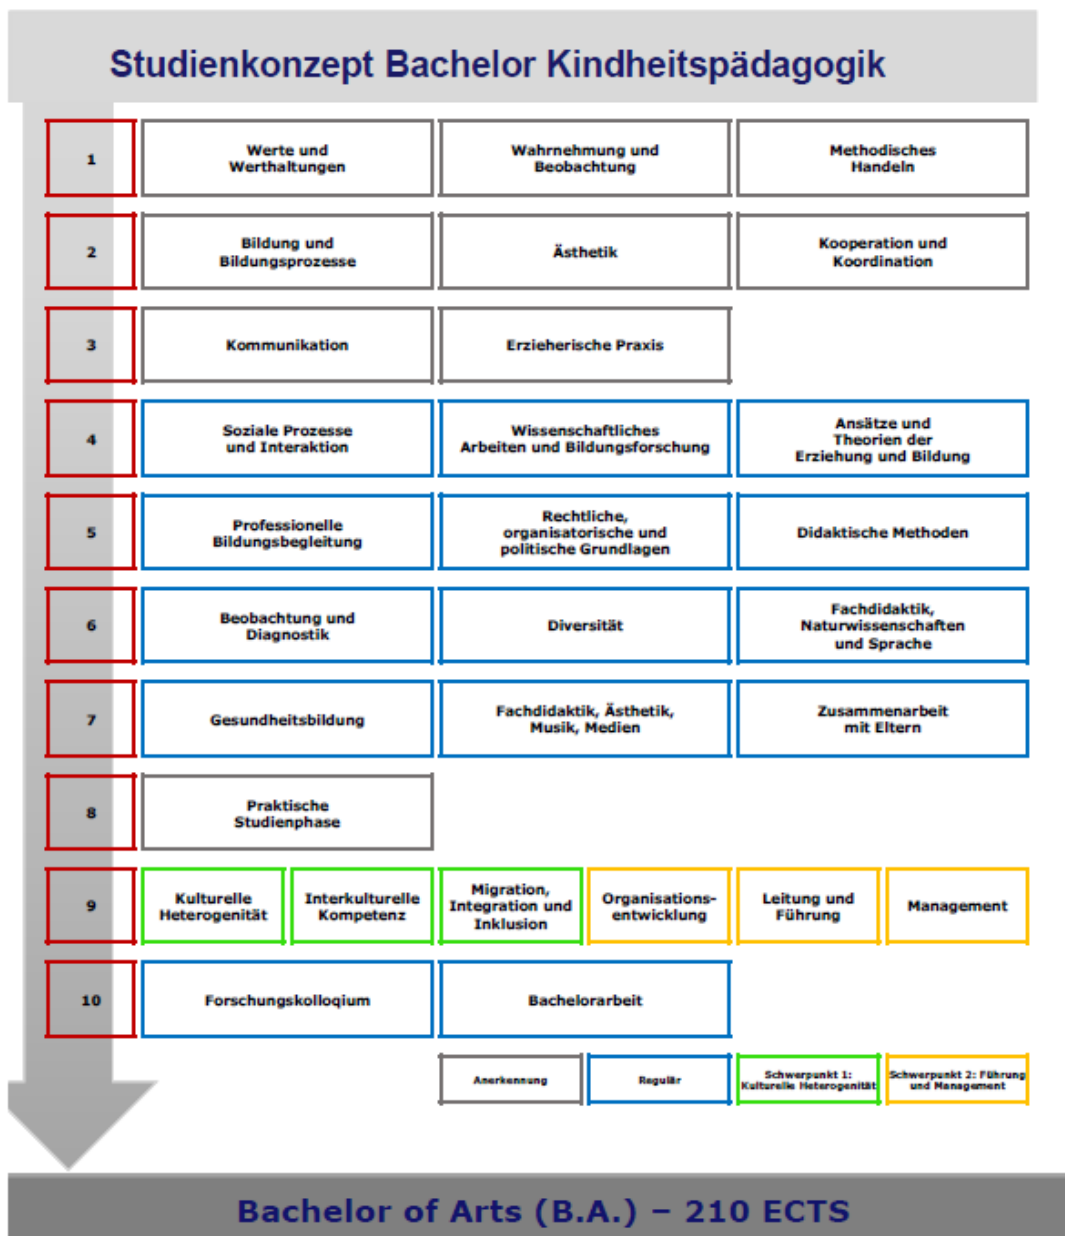 Studienkonzept Bachelor Kindheitspädagogik
1
Werte und
Werthaltungen
Wahrnehmung und
Beobachtung
Methodisches
Handeln
2
Bildung und
Bildungsprozesse
Ästhetik
Kooperation und
Koordination
3
Kommunikation
Erzieherische Praxis
4
Soziale Prozesse
und Interaktion
Wissenschaftliches
Arbeiten und Bildungsforschung
Ansätze und
Theorien der
Erziehung und Bildung
5
Professionelle
Bildungsbegleitung
Rechtliche,
organisatorische und
politische Grundlagen
Didaktische Methoden
6
Beobachtung und
Diagnostik
Diversität
Fachdidaktik,
Naturwissenschaften
und Sprache
7
Gesundheitsbildung
Fachdidaktik, Ästhetik,
Musik, Medien
Zusammenarbeit
mit Eltern
8
Praktische
Studienphase
9
Kulturelle
Heterogenität
Interkulturelle
Kompetenz
Migration,
Integration und
Inklusion
Organisations-
entwicklung
Leitung und
Führung
Management
10
Forschungskolloqium
Bachelorarbeit
Anerkennung
Regulär
Schwerpunkt 1:
Kulturelle Heterogenität
Schwerpunkt 2: Führung
und Management
Bachelor of Arts (B.A.) – 210 ECTS